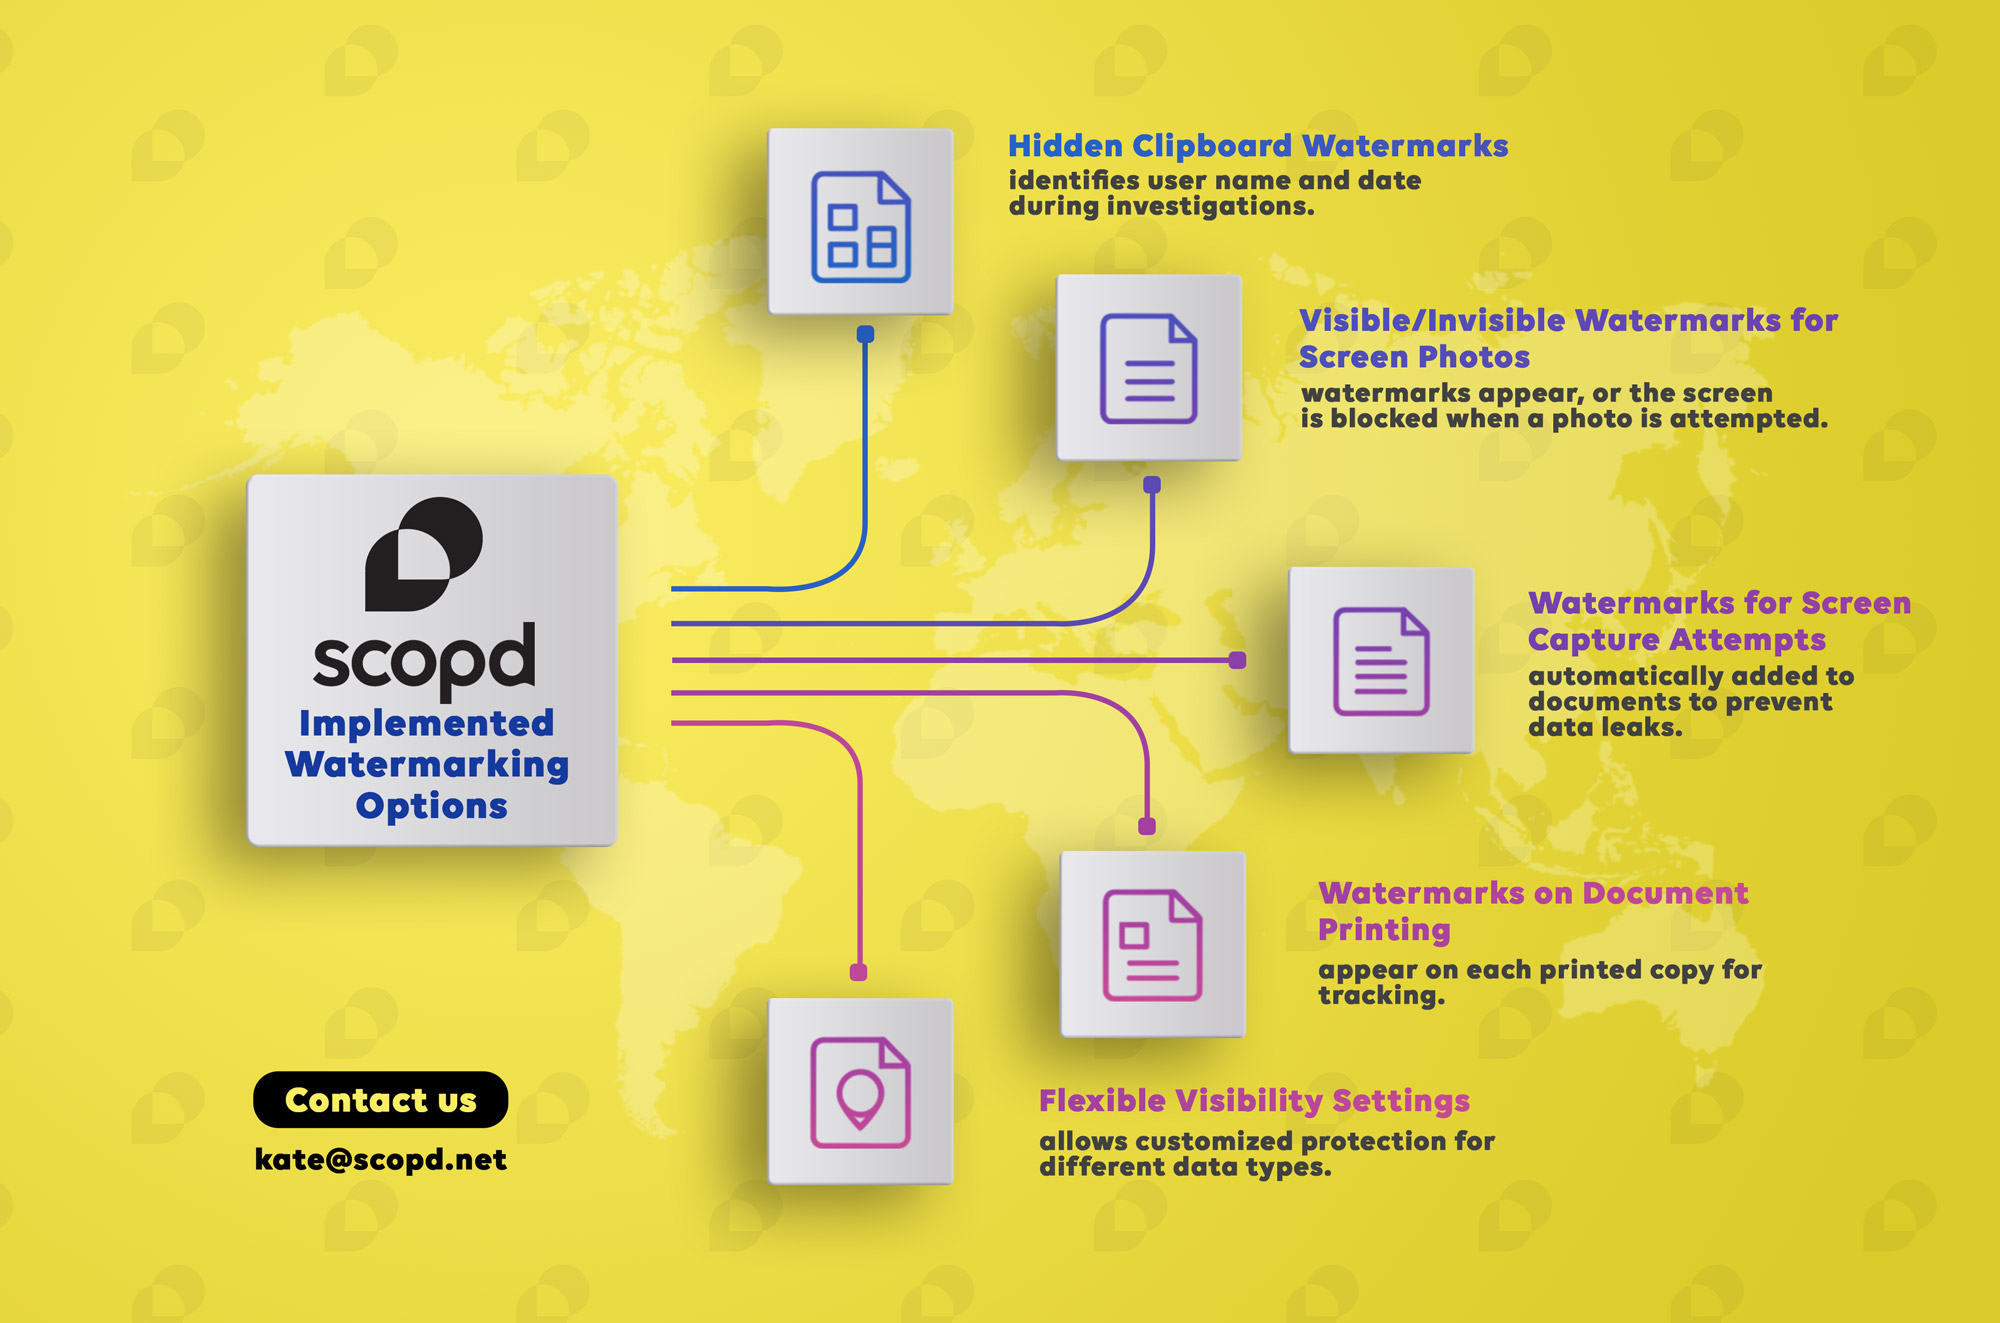 scopd
Implemented
Watermarking
Options
Hidden Clipboard Watermarks
identifies user name and date
during investigations.
Visible/Invisible Watermarks for
Screen Photos
watermarks appear, or the screen
is blocked when a photo is attempted.
Watermarks for Screen
Capture Attempts
automatically added to
documents to prevent
data leaks.
Watermarks on Document
Printing
appear on each printed copy for
tracking.
Flexible Visibility Settings
allows customized protection for
different data types.
Contact us
kate@scopd.net